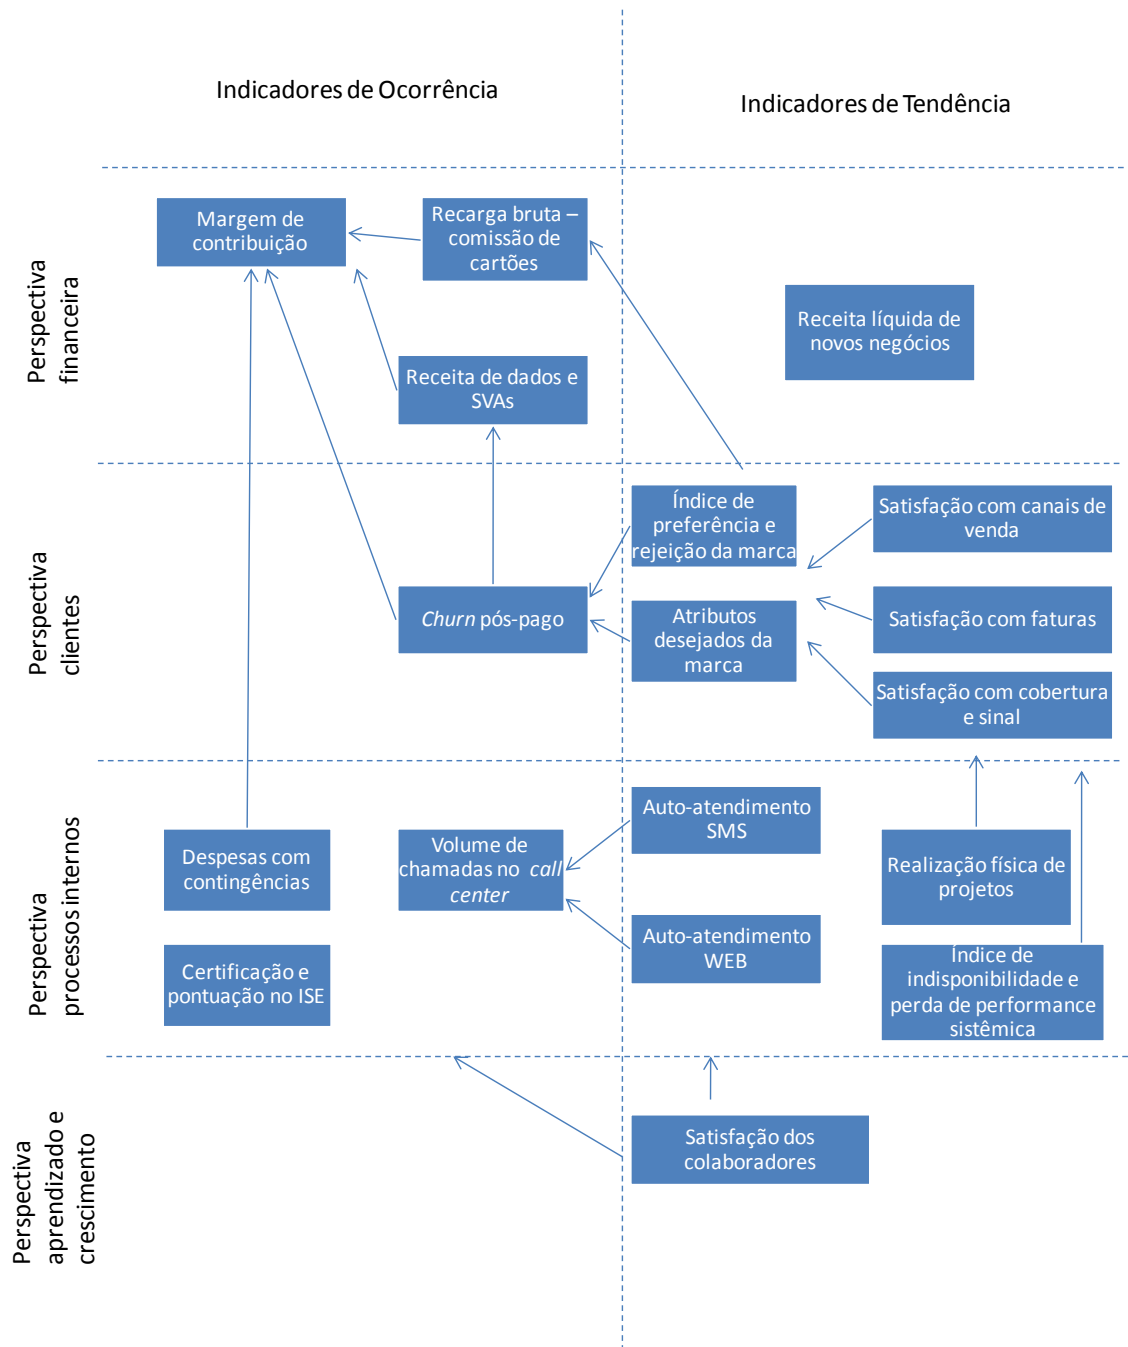 Indicadores de Ocorrência
Indicadores de Tendência
Perspectiva
financeira
Margem de
contribuição
Recarga bruta –
comissão de
cartões
Receita líquida de
novos negócios
Receita de dados e
SVAs
Perspectiva
clientes
Índice de
preferência e
rejeição da marca
Satisfação com canais de
venda
Churn pós-pago
Atributos
desejados da
marca
Satisfação com faturas
Satisfação com cobertura
e sinal
Perspectiva
processos internos
Despesas com
contingências
Volume de
chamadas no call
center
Auto-atendimento
SMS
Realização física de
projetos
Certificação e
pontuação no ISE
Auto-atendimento
WEB
Índice de
indisponibilidade e
perda de performance
sistêmica
Perspectiva
aprendizado e
crescimento
Satisfação dos
colaboradores